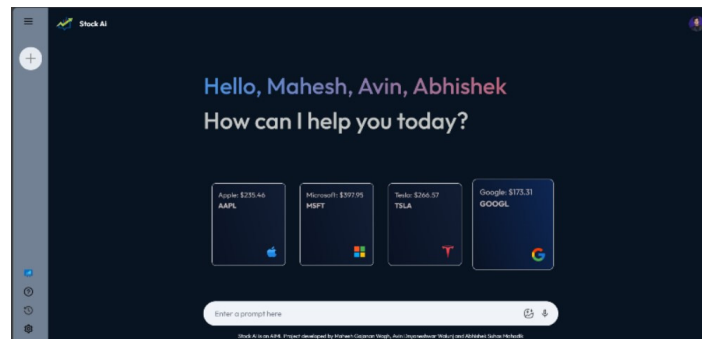 Stock Ai
Hello, Mahesh, Avin, Abhishek
How can I help you today?
Apple: $235.46
AAPL
Microsoft: $397.95
MSFT
Tesla: $266.57
TSLA
Google: $173.31
GOOGL
Enter a prompt here
Stock Ai is an AIML Project developed by Mahesh Gajanan Wagh, Avin Dnyaneshwar Walunj and Abhishek Suhas Mahadik